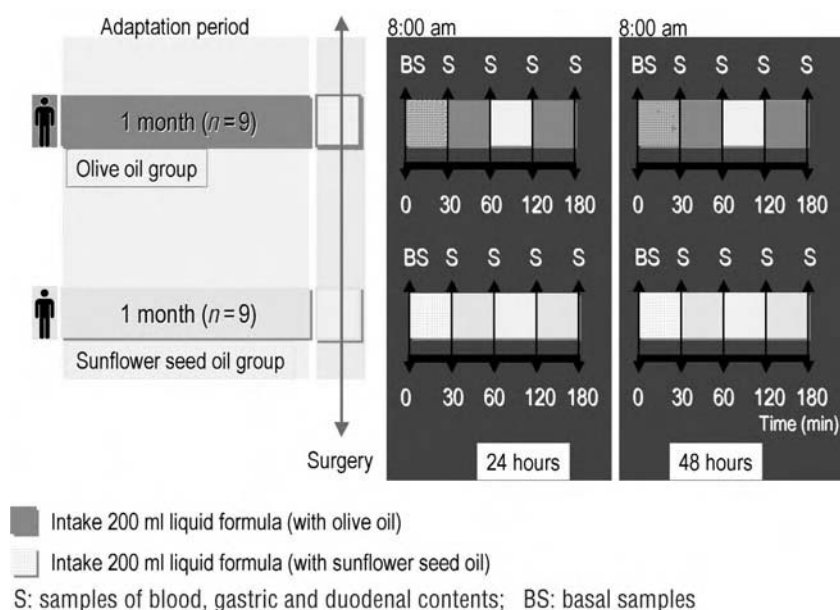 Adaptation period
8:00 am
8:00 am
BS S S S S
BS S S S S
1 month (n = 9)
Olive oil group
0 30 60 120 180
0 30 60 120 180
BS S S S S
BS S S S S
1 month (n = 9)
Sunflower seed oil group
0 30 60 120 180
0 30 60 120 180
Time (min)
Surgery
24 hours
48 hours
Intake 200 ml liquid formula (with olive oil)
Intake 200 ml liquid formula (with sunflower seed oil)
S: samples of blood, gastric and duodenal contents; BS: basal samples